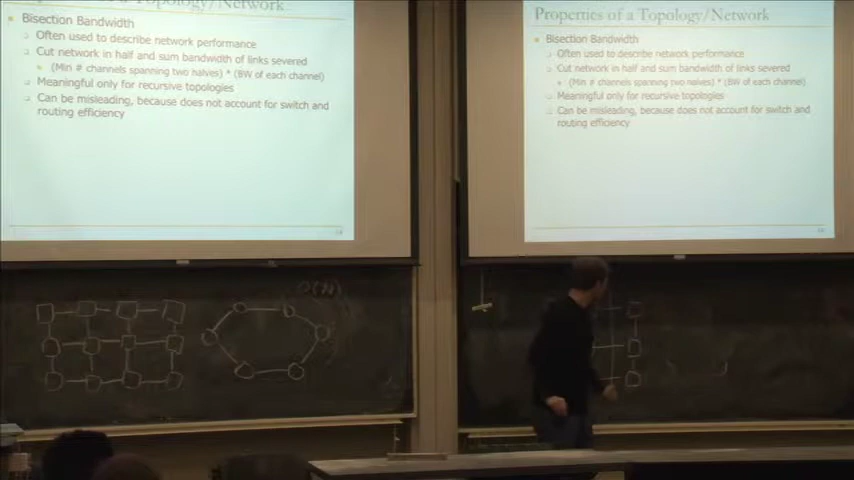 Topology/Network
Bisection Bandwidth
Often used to describe network performance
Cut network in half and sum bandwidth of links severed
(Min # channels spanning two halves) * (BW of each channel)
Meaningful only for recursive topologies
Can be misleading, because does not account for switch and
routing efficiency
Properties of a Topology/Network
Bisection Bandwidth
Often used to describe network performance
Cut network in half and sum bandwidth of links severed
(Min # channels spanning two halves) * (BW of each channel)
Meaningful only for recursive topologies
Can be misleading, because does not account for switch and
routing efficiency